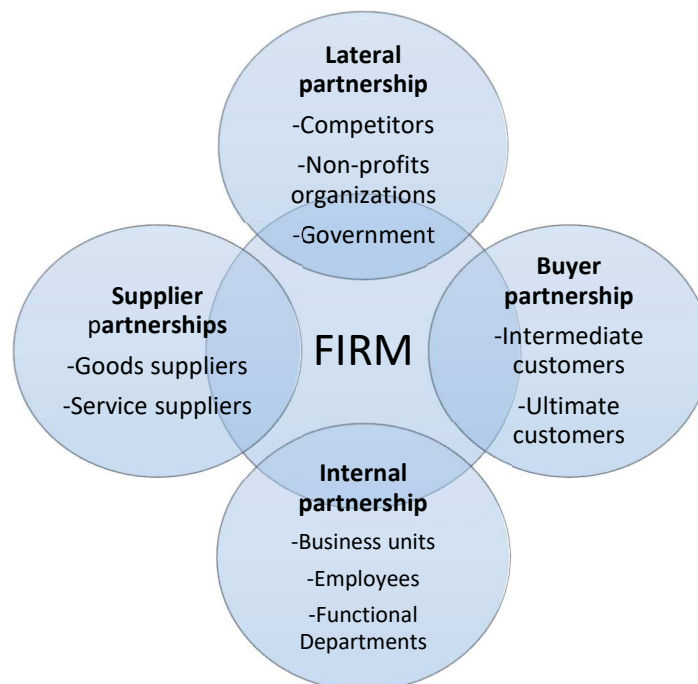 Lateral
partnership
-Competitors
-Non-profits
organizations
-Government
Supplier
partnerships
-Goods suppliers
-Service suppliers
FIRM
Buyer
partnership
-Intermediate
customers
-Ultimate
customers
Internal
partnership
-Business units
-Employees
-Functional
Departments